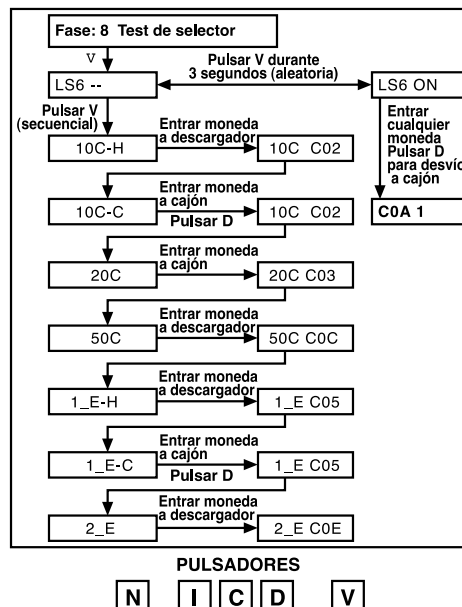 Fase: 8 Test de selector
V
Pulsar V durante
3 segundos (aleatoria)
LS6 --
LS6 ON
Pulsar V
(secuencial)
Entrar moneda
a descargador
Entrar
cualquier
moneda
Pulsar D
para desvío
a cajón
10C-H
10C C02
C0A 1
Entrar moneda
a cajón
10C-C
10C C02
Pulsar D
Entrar moneda
a cajón
20C
20C C03
Entrar moneda
a descargador
50C
50C C0C
Entrar moneda
a descargador
1_E-H
1_E C05
Entrar moneda
a cajón
1_E-C
1_E C05
Pulsar D
Entrar moneda
a descargador
2_E
2_E C0E
PULSADORES
N I C D V